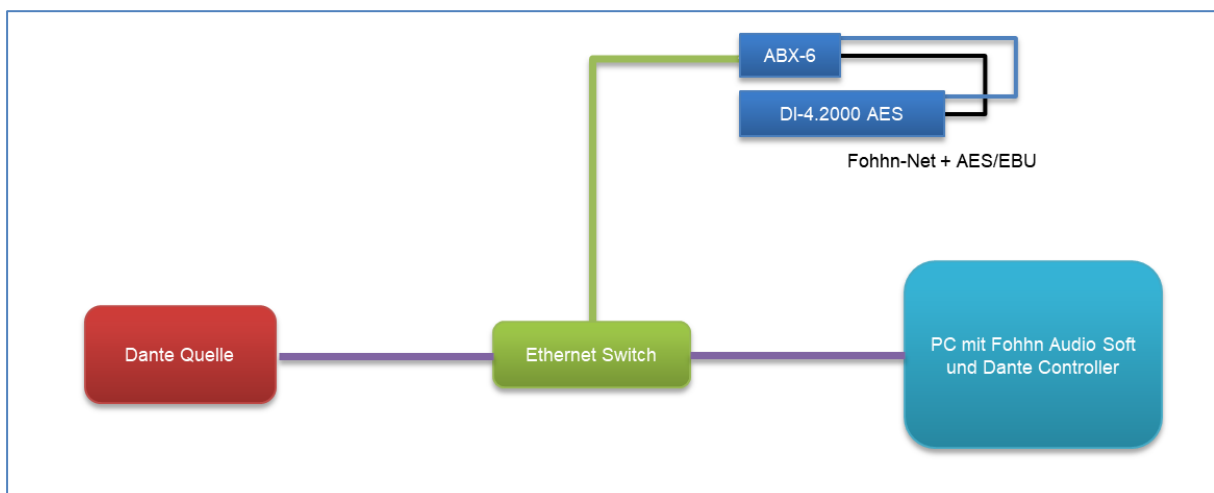 ABX-6
DI-4.2000 AES
Fohhn-Net + AES/EBU
Dante Quelle
Ethernet Switch
PC mit Fohhn Audio Soft
und Dante Controller